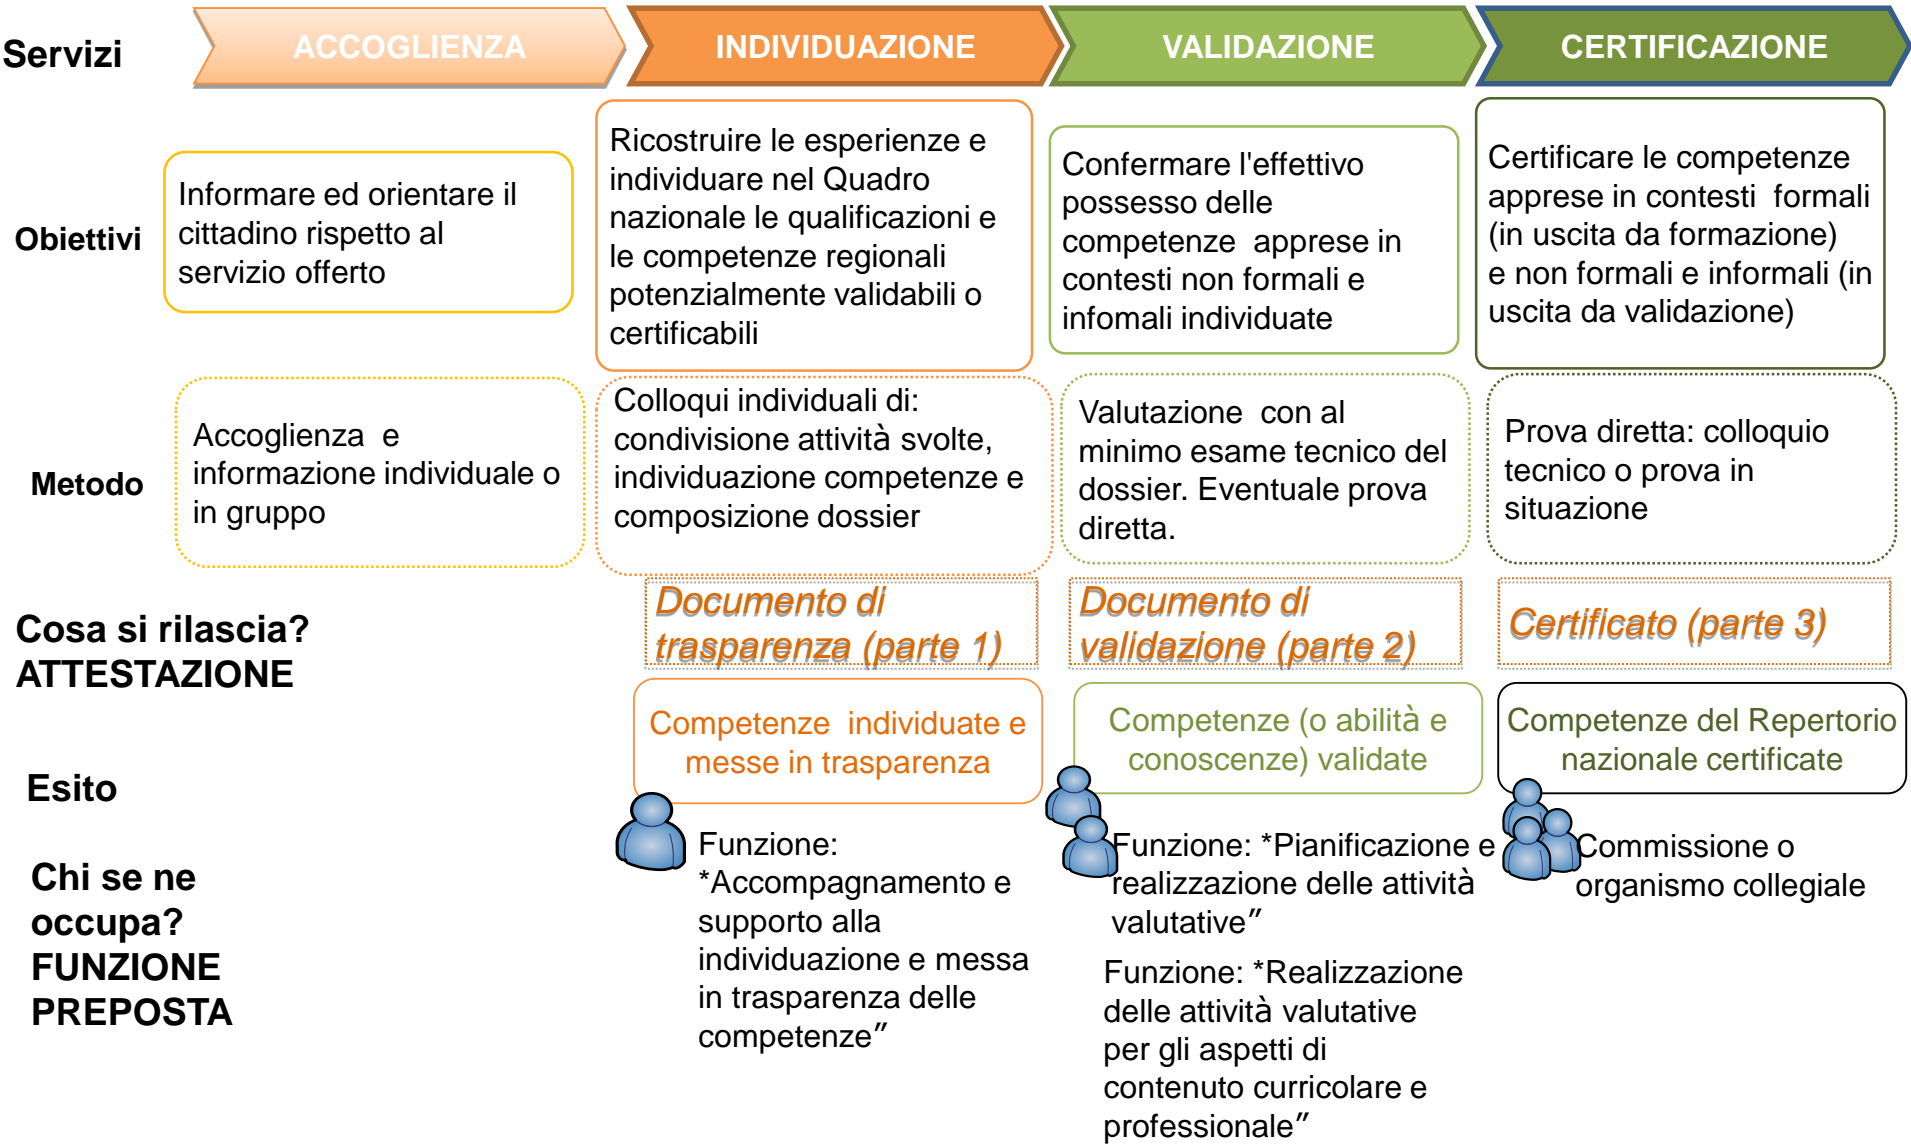 Servizi
ACCOGLIENZA
INDIVIDUAZIONE
VALIDAZIONE
CERTIFICAZIONE
Obiettivi
Informare ed orientare il
cittadino rispetto al
servizio offerto
Ricostruire le esperienze e
individuare nel Quadro
nazionale le qualificazioni e
le competenze regionali
potenzialmente validabili o
certificabili
Confermare l'effettivo
possesso delle
competenze apprese in
contesti non formali e
infomali individuate
Certificare le competenze
apprese in contesti formali
(in uscita da formazione)
e non formali e informali (in
uscita da validazione)
Metodo
Accoglienza e
informazione individuale o
in gruppo
Colloqui individuali di:
condivisione attività svolte,
individuazione competenze e
composizione dossier
Valutazione con al
minimo esame tecnico del
dossier. Eventuale prova
diretta.
Prova diretta: colloquio
tecnico o prova in
situazione
Cosa si rilascia?
ATTESTAZIONE
Documento di
trasparenza (parte 1)
Documento di
validazione (parte 2)
Certificato (parte 3)
Esito
Competenze individuate e
messe in trasparenza
Competenze (o abilità e
conoscenze) validate
Competenze del Repertorio
nazionale certificate
Chi se ne
occupa?
FUNZIONE
PREPOSTA
Funzione:
*Accompagnamento e
supporto alla
individuazione e messa
in trasparenza delle
competenze”
Funzione: *Pianificazione e
realizzazione delle attività
valutative”
Funzione: *Realizzazione
delle attività valutative
per gli aspetti di
contenuto curricolare e
professionale”
Commissione o
organismo collegiale